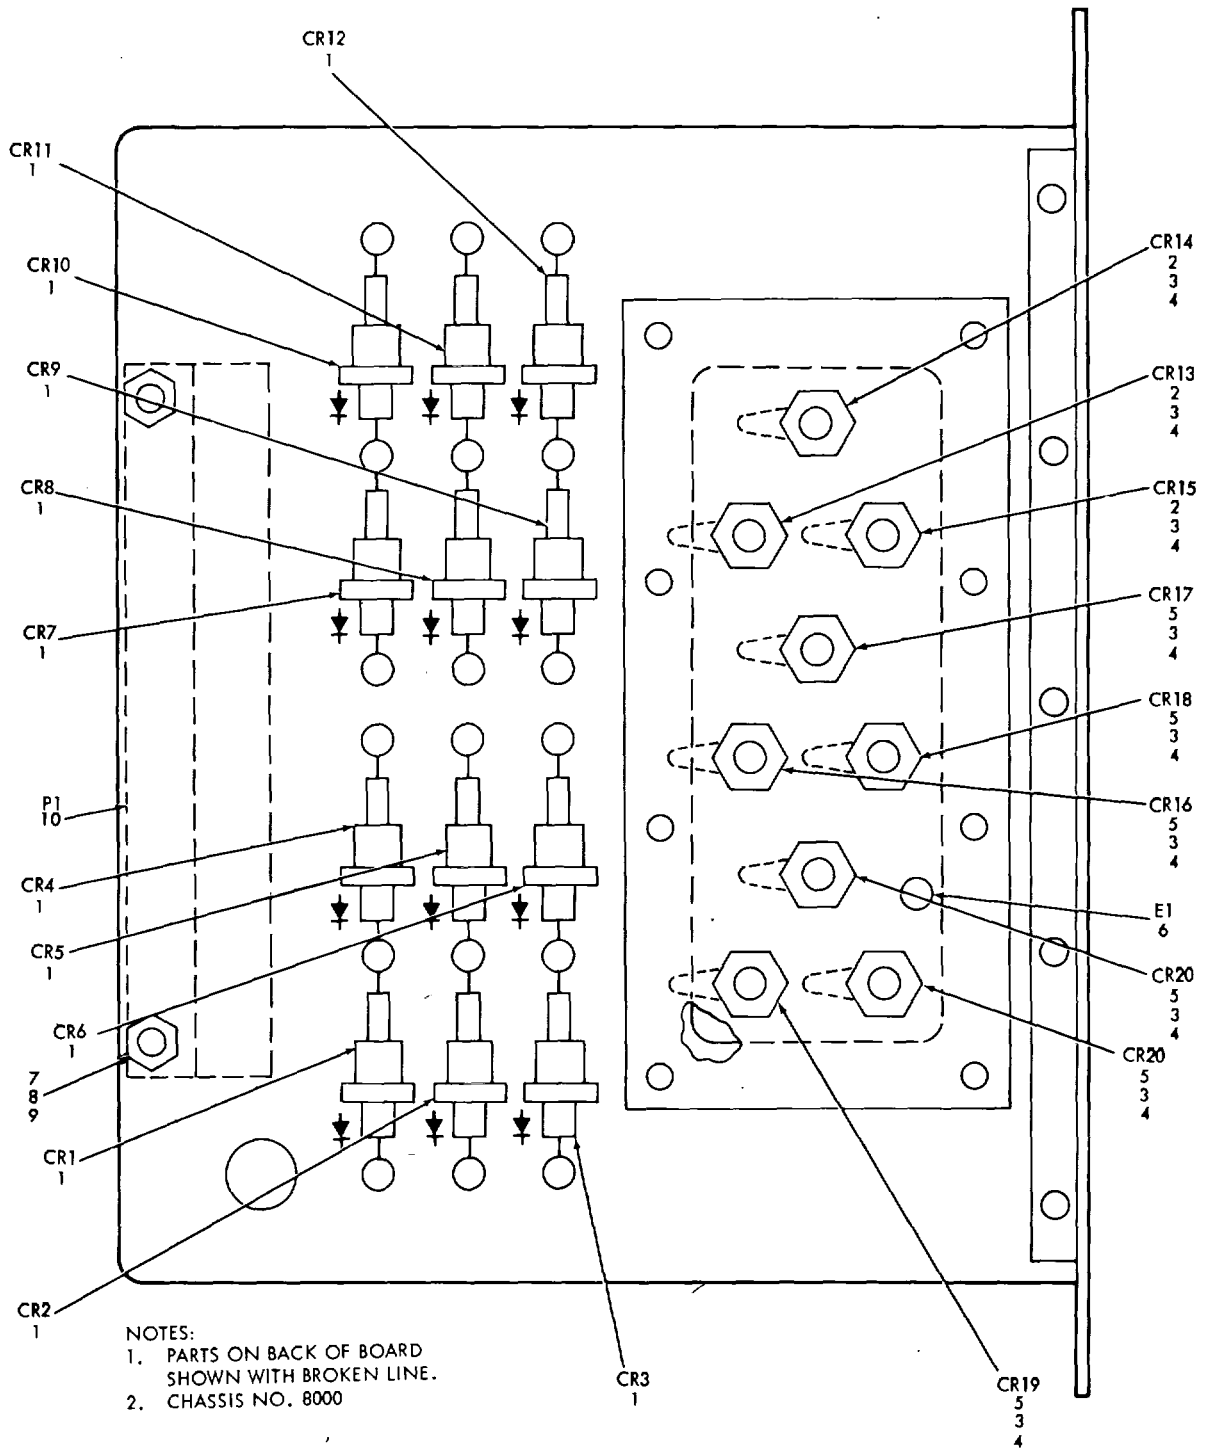 CR12
1
CR11
1
CR10
1
CR9
1
CR8
1
CR7
1
P1
10
CR4
1
CR5
1
CR6
1
7
8
9
CR1
1
CR2
1
CR14
2
3
4
CR13
2
3
4
CR15
2
3
4
CR17
5
3
4
CR18
5
3
4
CR16
5
3
4
E1
6
CR20
5
3
4
CR20
5
3
4
CR3
1
CR19
5
3
4
NOTES:
1. PARTS ON BACK OF BOARD
SHOWN WITH BROKEN LINE.
2. CHASSIS NO. 8000